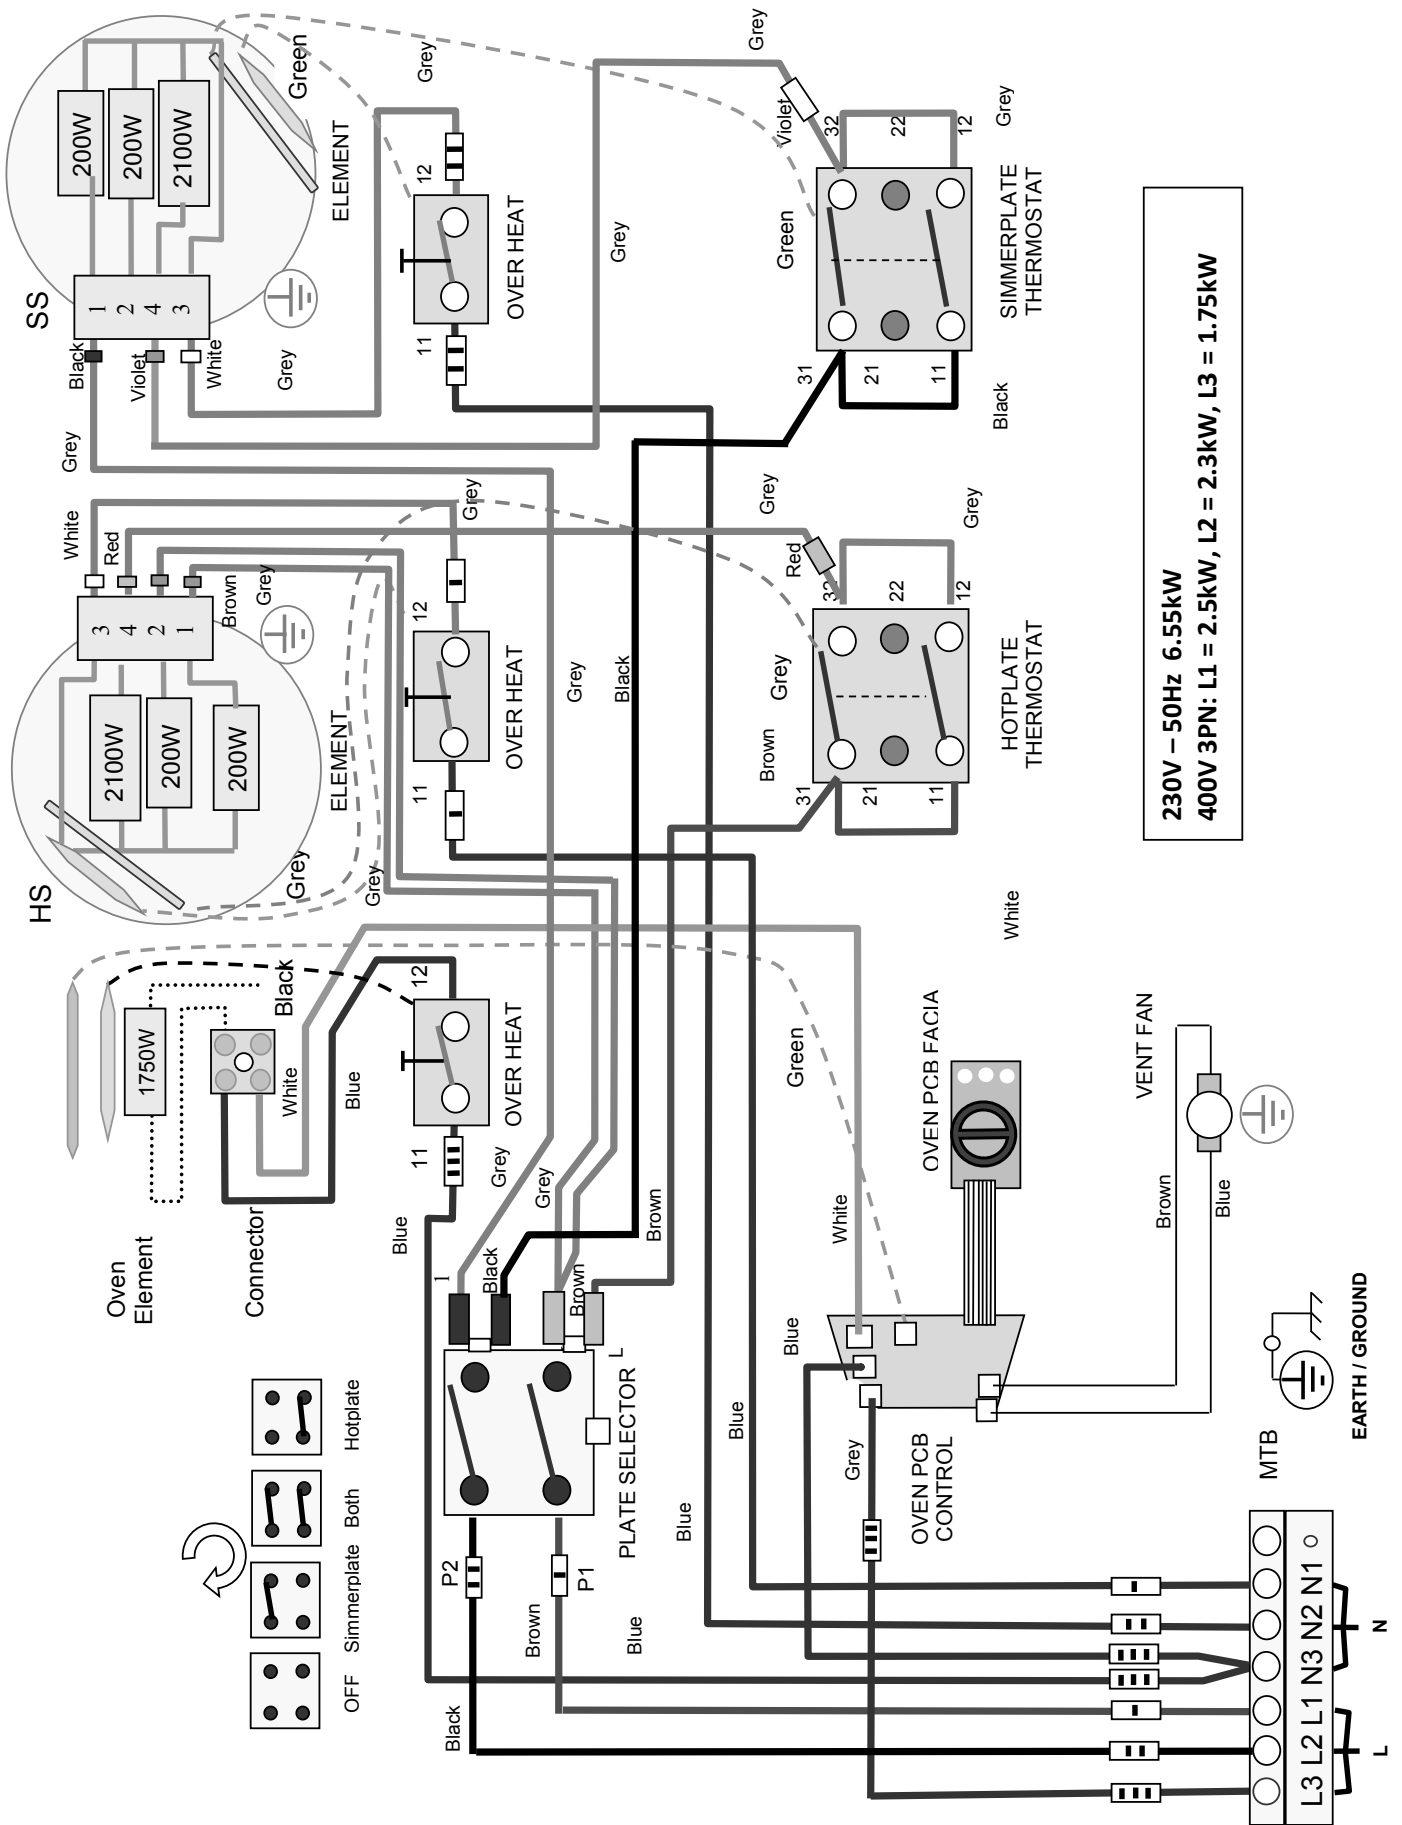 HS
SS
200W
200W
2100W
2100W
200W
200W
3
4
2
1
1
2
4
3
White
Red
Brown
Grey
Grey
Black
Violet
White
Grey
Oven
Element
1750W
Connector
Black
White
Blue
Grey
Grey
Green
ELEMENT
ELEMENT
OFF
Simmerplate
Both
Hotplate
Blue
11
12
11
12
11
12
Grey
Grey
OVER HEAT
OVER HEAT
OVER HEAT
Black
P2
1
Black
Grey
Brown
P1
Brown
Grey
L
PLATE SELECTOR
Blue
Brown
Grey
Black
Grey
Blue
Blue
Blue
White
Green
Brown
Grey
Red
Grey
Green
Violet
Grey
31
32
21
22
11
12
Grey
31
32
21
22
11
12
Black
Grey
HOTPLATE
THERMOSTAT
SIMMERPLATE
THERMOSTAT
Grey
OVEN PCB
CONTROL
OVEN PCB FACIA
White
VENT FAN
Brown
Blue
230V – 50Hz 6.55kW
400V 3PN: L1 = 2.5kW, L2 = 2.3kW, L3 = 1.75kW
MTB
L3 L2 L1 N3 N2 N1
EARTH / GROUND
L
N